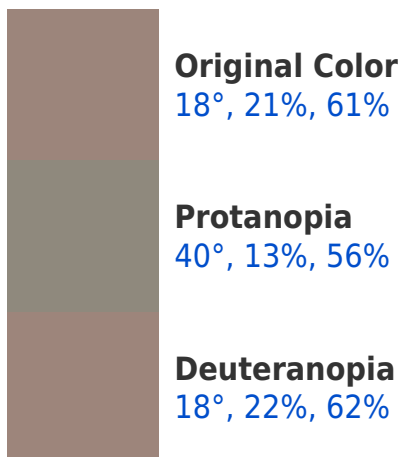 Original Color
18°, 21%, 61%
Protanopia
40°, 13%, 56%
Deuteranopia
18°, 22%, 62%